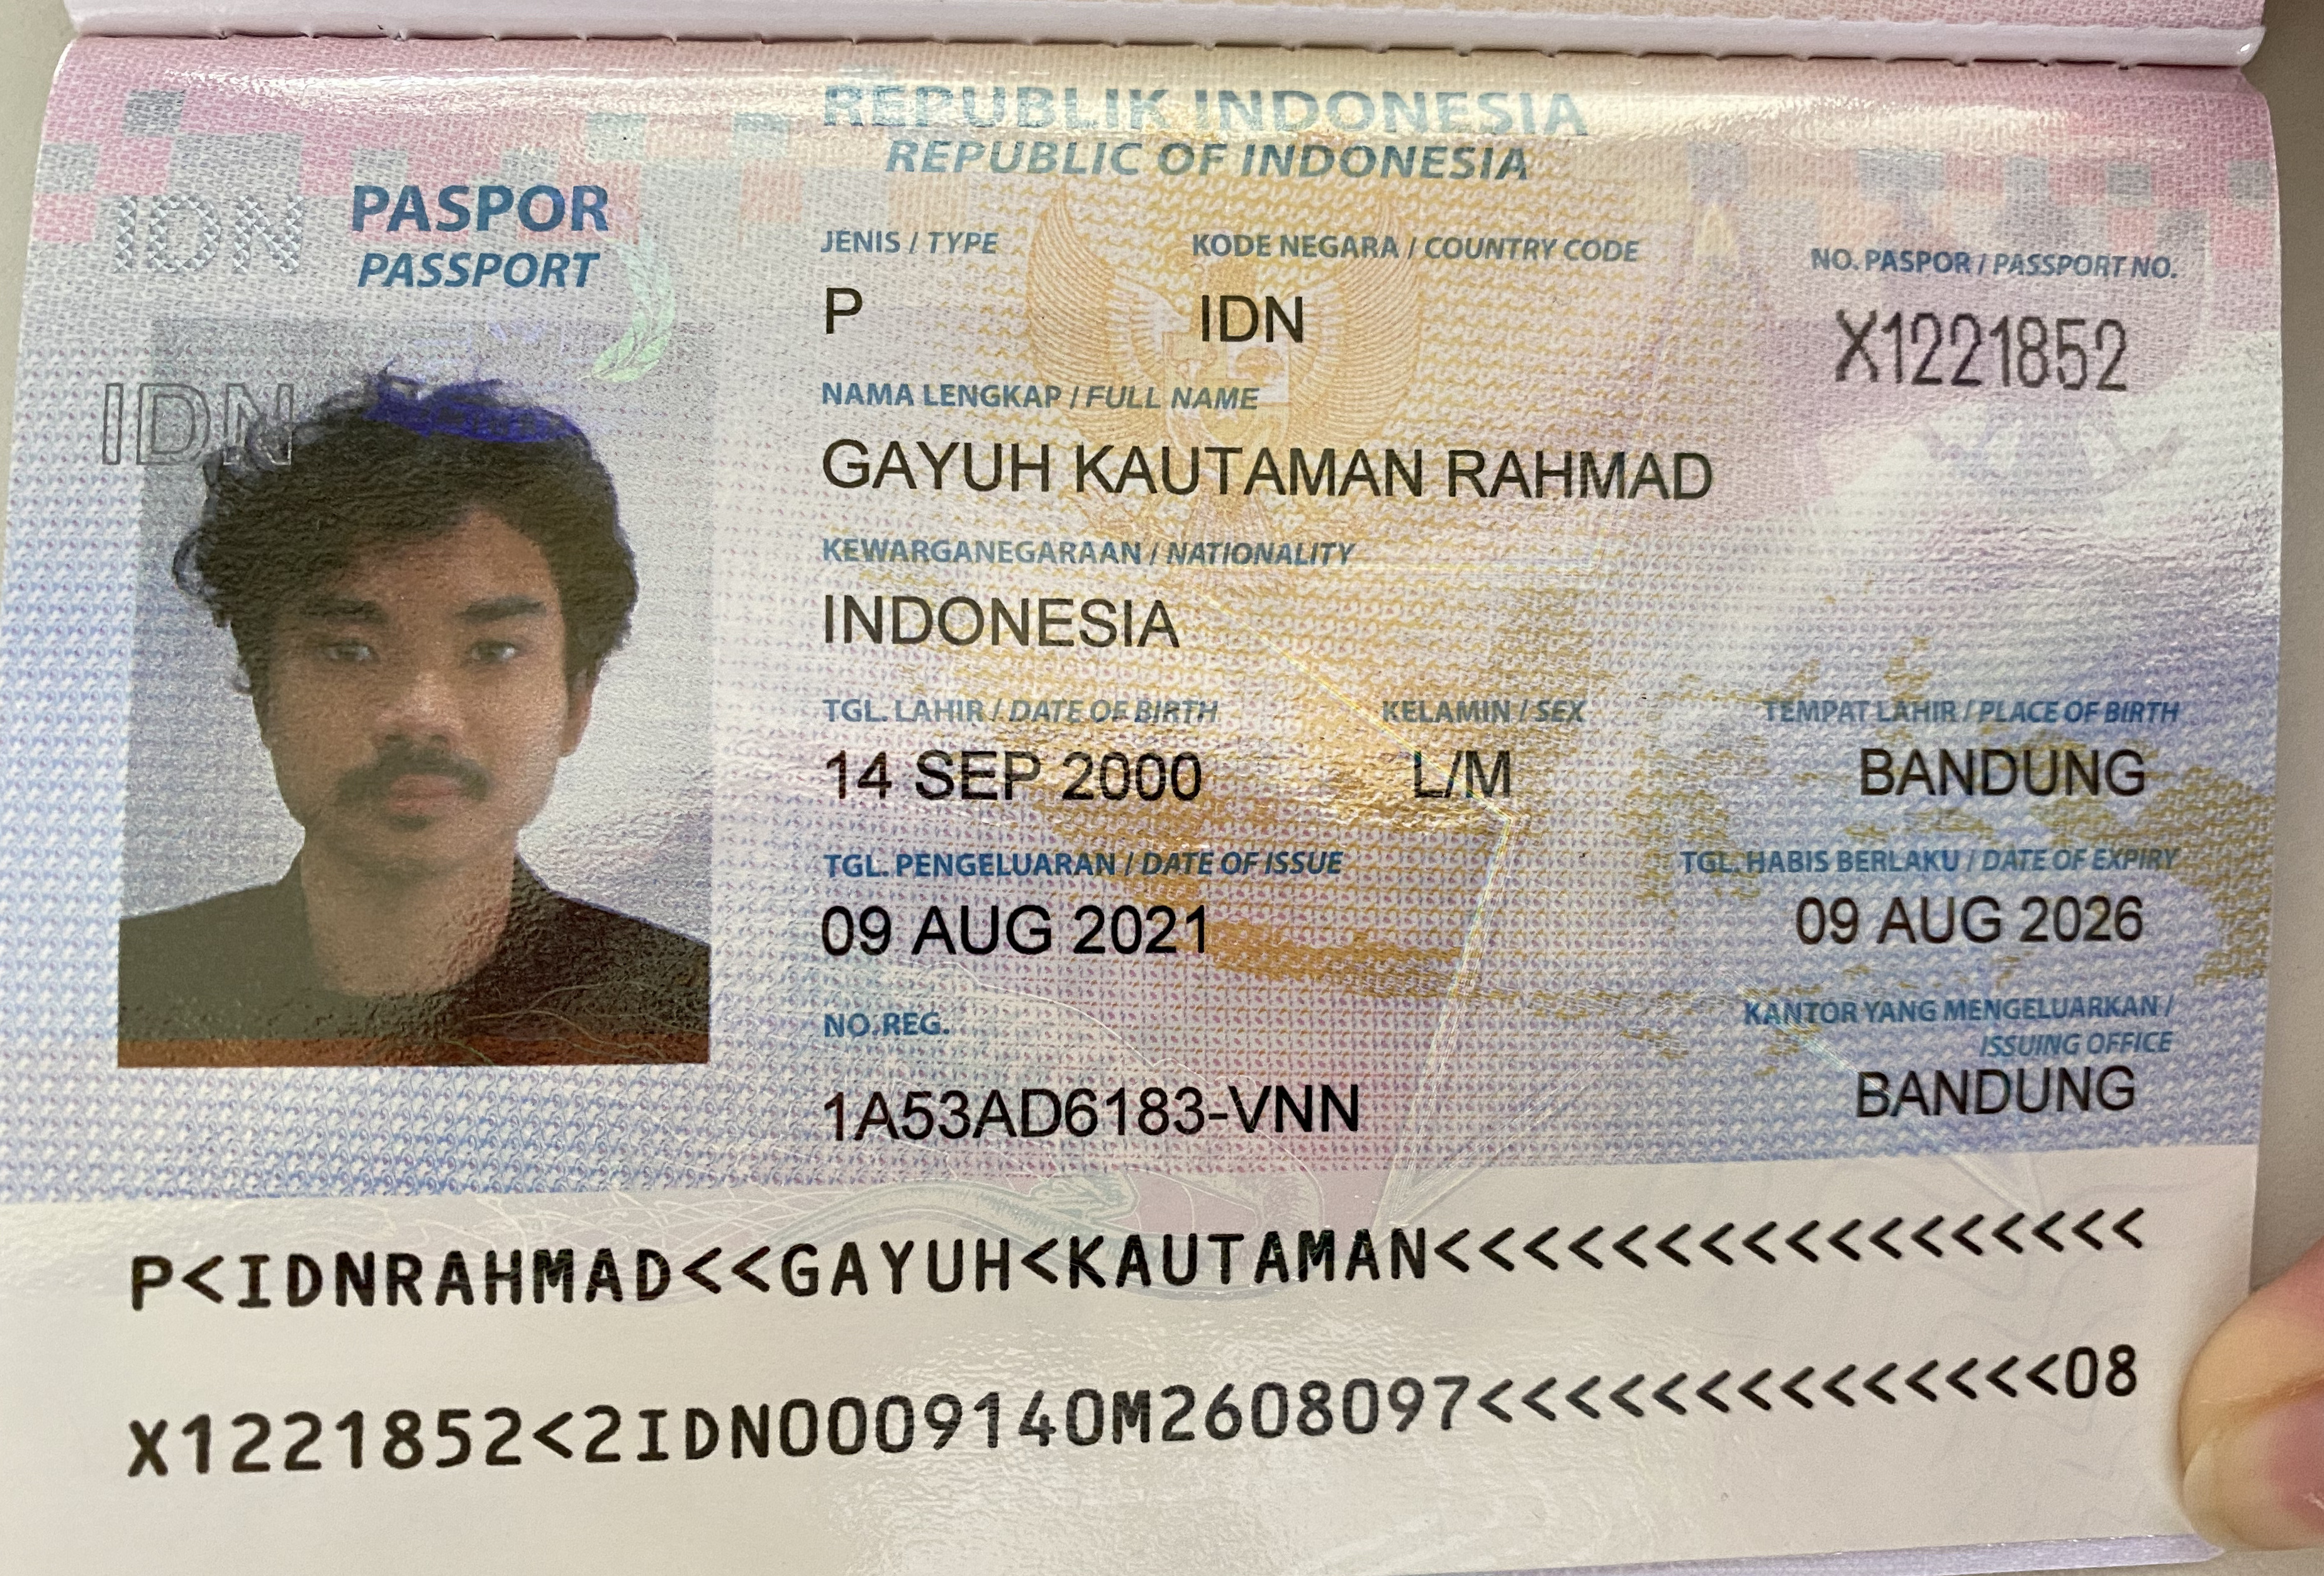 REPUBLIK INDONESIA
REPUBLIC OF INDONESIA
IDN
PASPOR
PASSPORT
JENIS / TYPE
KODE NEGARA / COUNTRY CODE
NO. PASPOR / PASSPORT NO.
P
IDN
X1221852
IDN
NAMA LENGKAP / FULL NAME
GAYUH KAUTAMAN RAHMAD
KEWARGANEGARAAN / NATIONALITY
INDONESIA
TGL. LAHIR / DATE OF BIRTH
KELAMIN / SEX
TEMPAT LAHIR / PLACE OF BIRTH
14 SEP 2000
L/M
BANDUNG
TGL. PENGELUARAN / DATE OF ISSUE
TGL. HABIS BERLAKU / DATE OF EXPIRY
09 AUG 2021
09 AUG 2026
NO. REG.
KANTOR YANG MENGELUARKAN /
ISSUING OFFICE
1A53AD6183-VNN
BANDUNG
P<IDNRAHMAD<<GAYUH<KAUTAMAN<<<<<<<<<<<<<<<<<
X1221852<2IDN0009140M2608097<<<<<<<<<<<<<<08